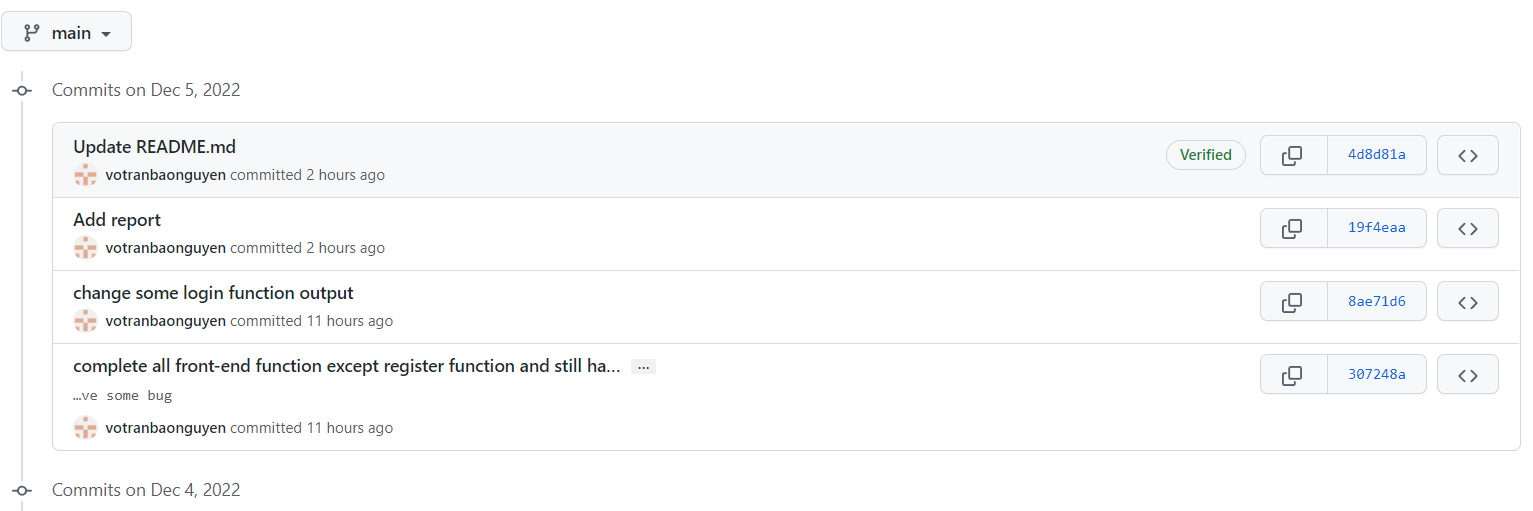 main
Commits on Dec 5, 2022
Update README.md
Verified
4d8d81a
votranbaonguyen committed 2 hours ago
Add report
19f4eaa
votranbaonguyen committed 2 hours ago
change some login function output
8ae71d6
votranbaonguyen committed 11 hours ago
complete all front-end function except register function and still ha… …
307248a
…ve some bug
votranbaonguyen committed 11 hours ago
Commits on Dec 4, 2022